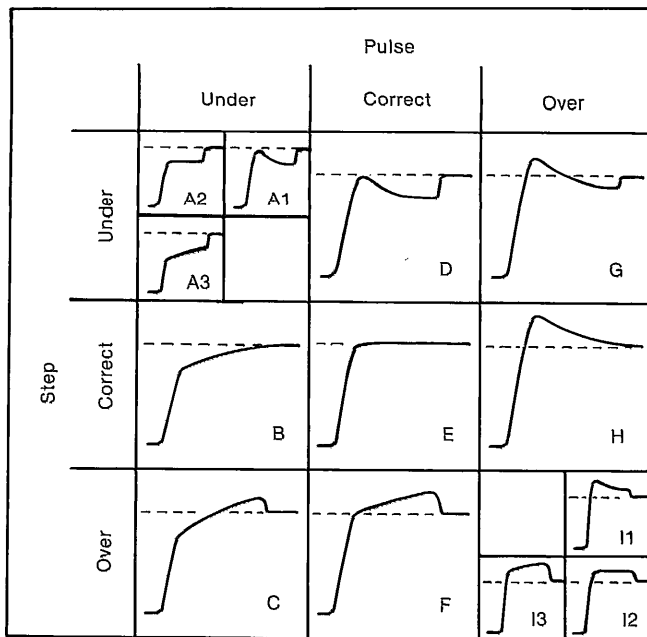 Pulse
Under Correct Over
Step
Under
A2 A1
A3
D
G
Correct
B
E
H
Over
C
F
I1
I3 I2